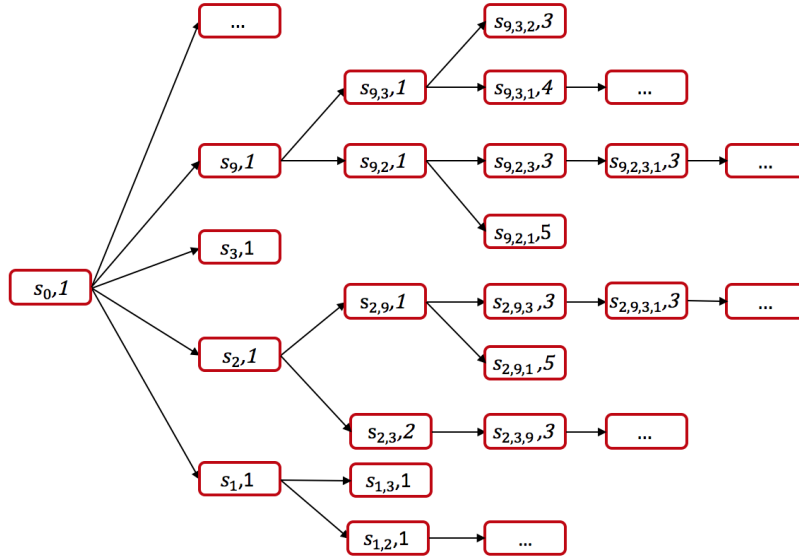 ...
s₉,₃,₂,3
s₉,₃,1
s₉,₃,₁,4
...
s₉,1
s₉,₂,1
s₉,₂,₃,3
s₉,₂,₃,₁,3
...
s₉,₂,₁,5
s₃,1
s₀,1
s₂,₉,1
s₂,₉,₃,3
s₂,₉,₃,₁,3
...
s₂,1
s₂,₉,₁,5
s₂,₃,2
s₂,₃,₉,3
...
s₁,1
s₁,₃,1
s₁,₂,1
...